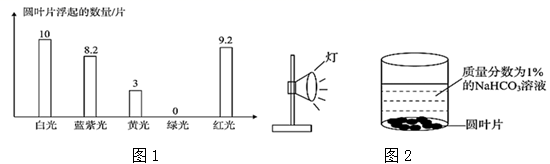 圆叶片浮起的数量/片
10
8.2
3
0
9.2
白光 蓝紫光 黄光 绿光 红光
图1
灯
质量分数为1%
的NaHCO₃溶液
圆叶片
图2